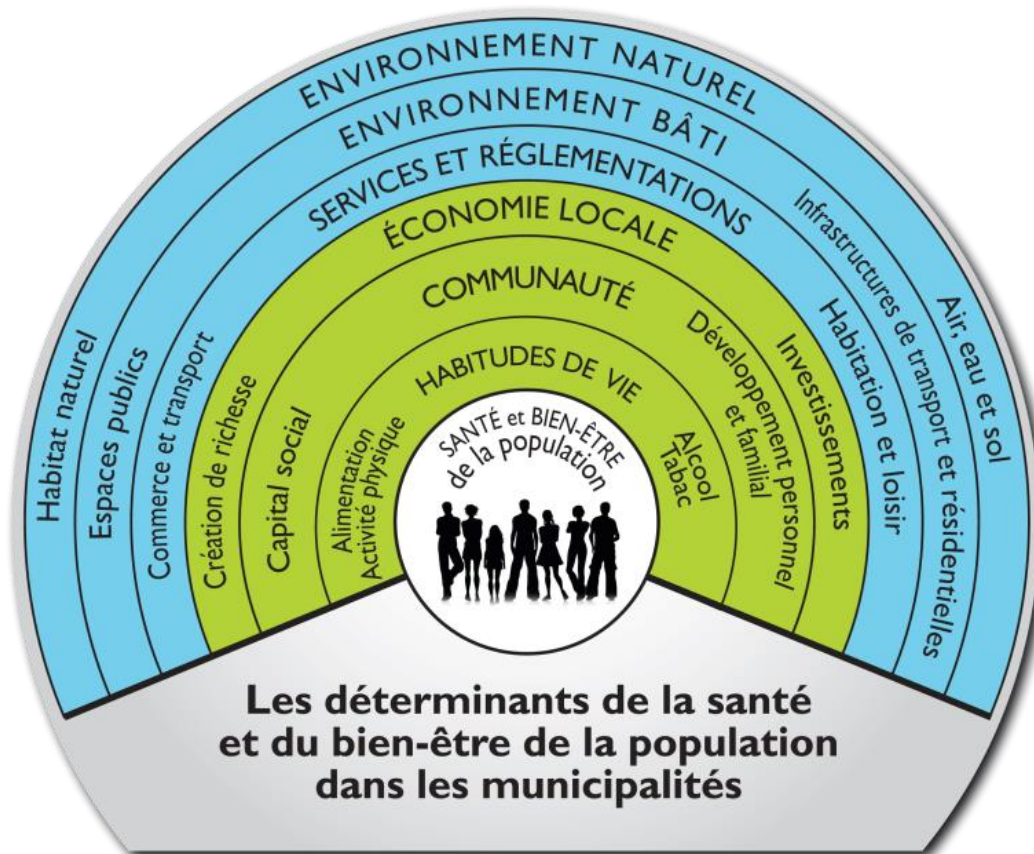 ENVIRONNEMENT NATUREL
Habitat naturel
Air, eau et sol
ENVIRONNEMENT BÂTI
Espaces publics
Infrastructures de transport et résidentielles
SERVICES ET RÉGLEMENTATIONS
Commerce et transport
Habitation et loisir
ÉCONOMIE LOCALE
Création de richesse
Investissements
COMMUNAUTÉ
Capital social
Développement personnel
et familial
HABITUDES DE VIE
Alimentation
Activité physique
Alcool
Tabac
SANTÉ et BIEN-ÊTRE
de la population
Les déterminants de la santé
et du bien-être de la population
dans les municipalités